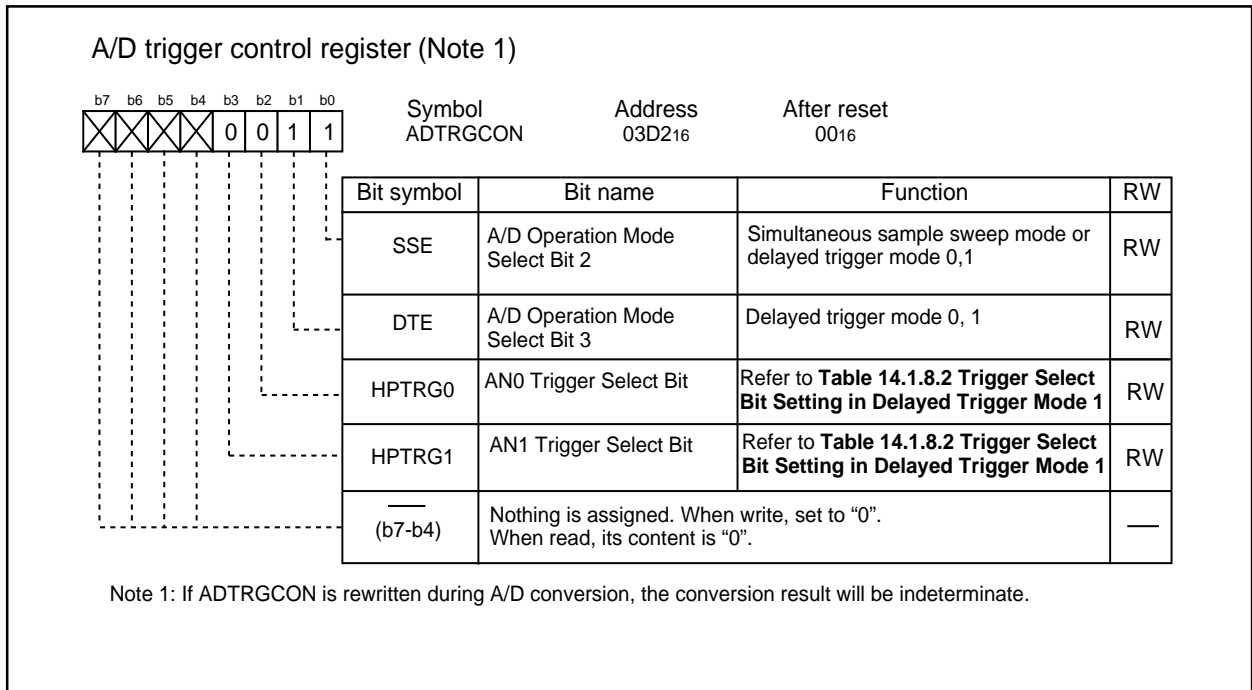 A/D trigger control register (Note 1)
b7 b6 b5 b4 b3 b2 b1 b0
0 0 1 1
Symbol Address After reset
ADTRGCON 03D216 0016
Bit symbol Bit name Function RW
SSE
A/D Operation Mode
Select Bit 2
Simultaneous sample sweep mode or
delayed trigger mode 0,1
RW
DTE
A/D Operation Mode
Select Bit 3
Delayed trigger mode 0, 1
RW
HPTRG0
AN0 Trigger Select Bit
Refer to Table 14.1.8.2 Trigger Select
Bit Setting in Delayed Trigger Mode 1
RW
HPTRG1
AN1 Trigger Select Bit
Refer to Table 14.1.8.2 Trigger Select
Bit Setting in Delayed Trigger Mode 1
RW
(b7-b4)
Nothing is assigned. When write, set to “0”.
When read, its content is “0”.
—
Note 1: If ADTRGCON is rewritten during A/D conversion, the conversion result will be indeterminate.